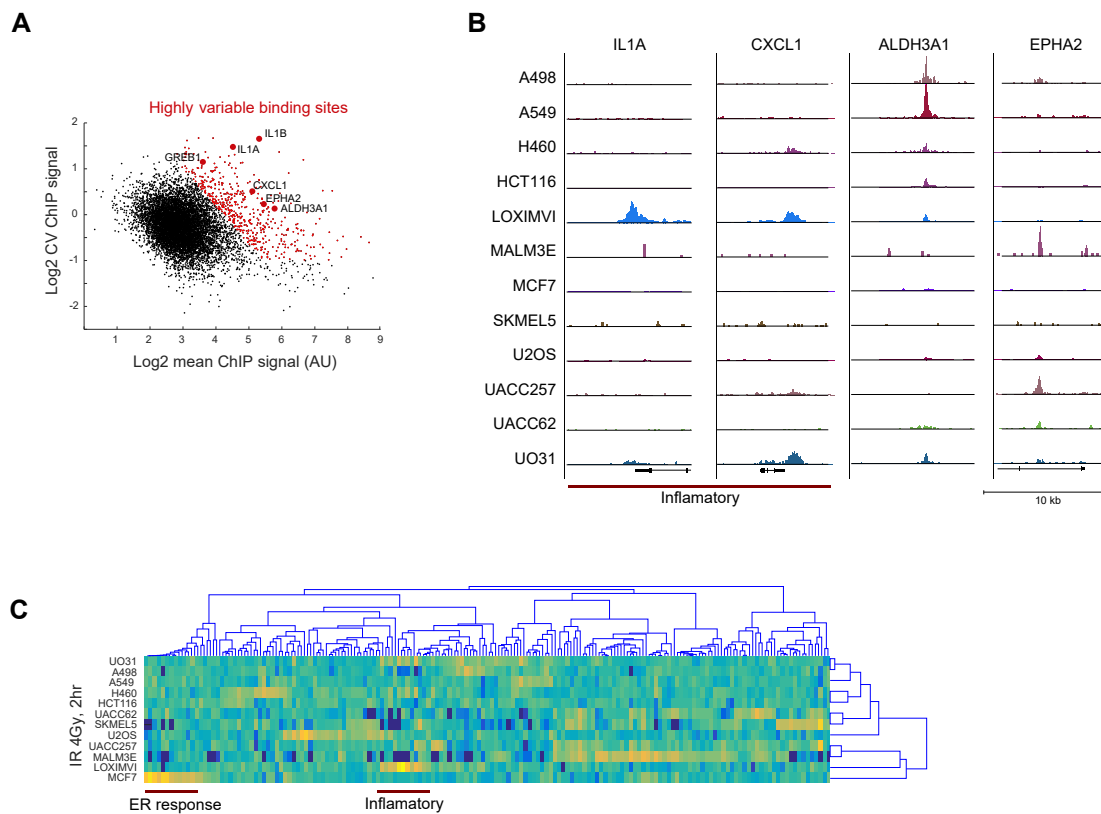 A
Highly variable binding sites
Log2 CV ChIP signal
2
1
0
-1
-2
IL1B
IL1A
GREB1
CXCL1
EPHA2
ALDH3A1
1 2 3 4 5 6 7 8 9
Log2 mean ChIP signal (AU)
B
IL1A CXCL1 ALDH3A1 EPHA2
A498
A549
H460
HCT116
LOXIMVI
MALM3E
MCF7
SKMEL5
U2OS
UACC257
UACC62
UO31
Inflamatory
10 kb
C
IR 4Gy, 2hr
UO31
A498
A549
H460
HCT116
UACC62
SKMEL5
U2OS
UACC257
MALM3E
LOXIMVI
MCF7
ER response
Inflamatory